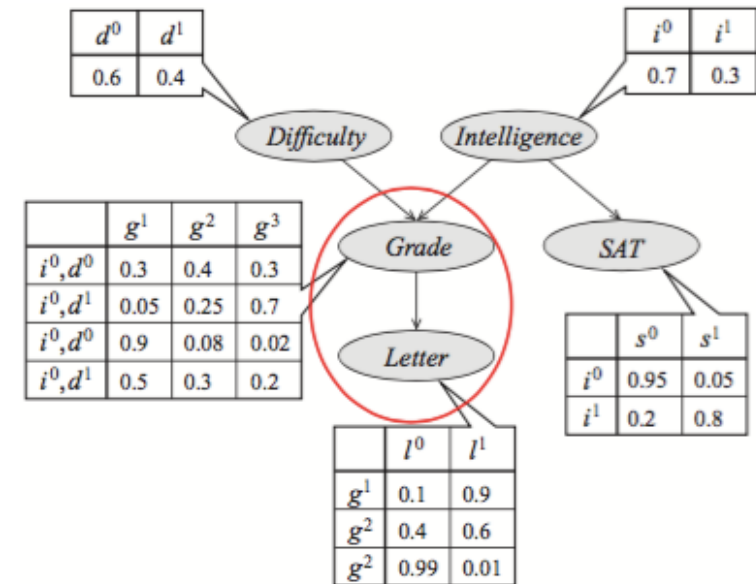 d⁰ d¹
0.6 0.4
i⁰ i¹
0.7 0.3
Difficulty
Intelligence
g¹ g² g³
i⁰,d⁰ 0.3 0.4 0.3
i⁰,d¹ 0.05 0.25 0.7
i⁰,d⁰ 0.9 0.08 0.02
i⁰,d¹ 0.5 0.3 0.2
Grade
SAT
Letter
s⁰ s¹
i⁰ 0.95 0.05
i¹ 0.2 0.8
l⁰ l¹
g¹ 0.1 0.9
g² 0.4 0.6
g² 0.99 0.01